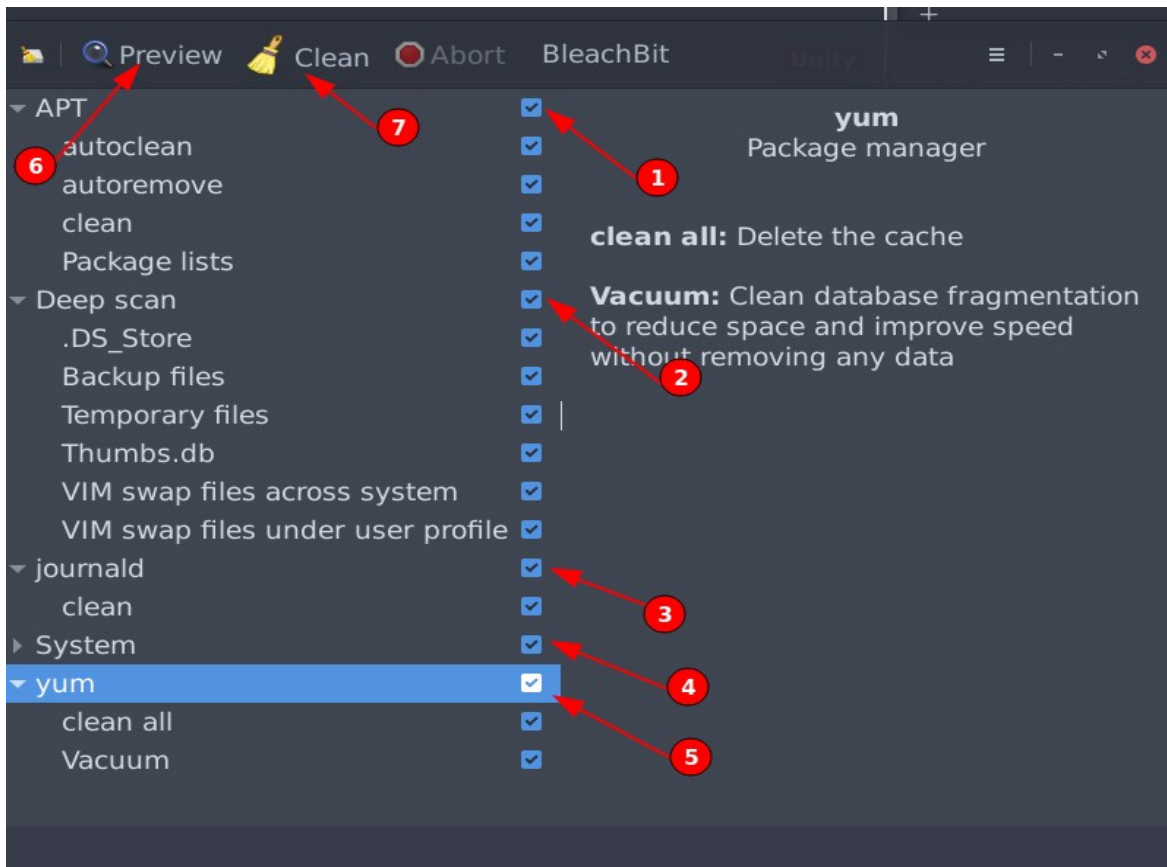 Preview Clean Abort BleachBit
APT
autoclean
autoremove
clean
Package lists
Deep scan
.DS_Store
Backup files
Temporary files
Thumbs.db
VIM swap files across system
VIM swap files under user profile
journald
clean
System
yum
clean all
Vacuum
yum
Package manager
clean all: Delete the cache
Vacuum: Clean database fragmentation
to reduce space and improve speed
without removing any data
1
2
3
4
5
6
7
Unity